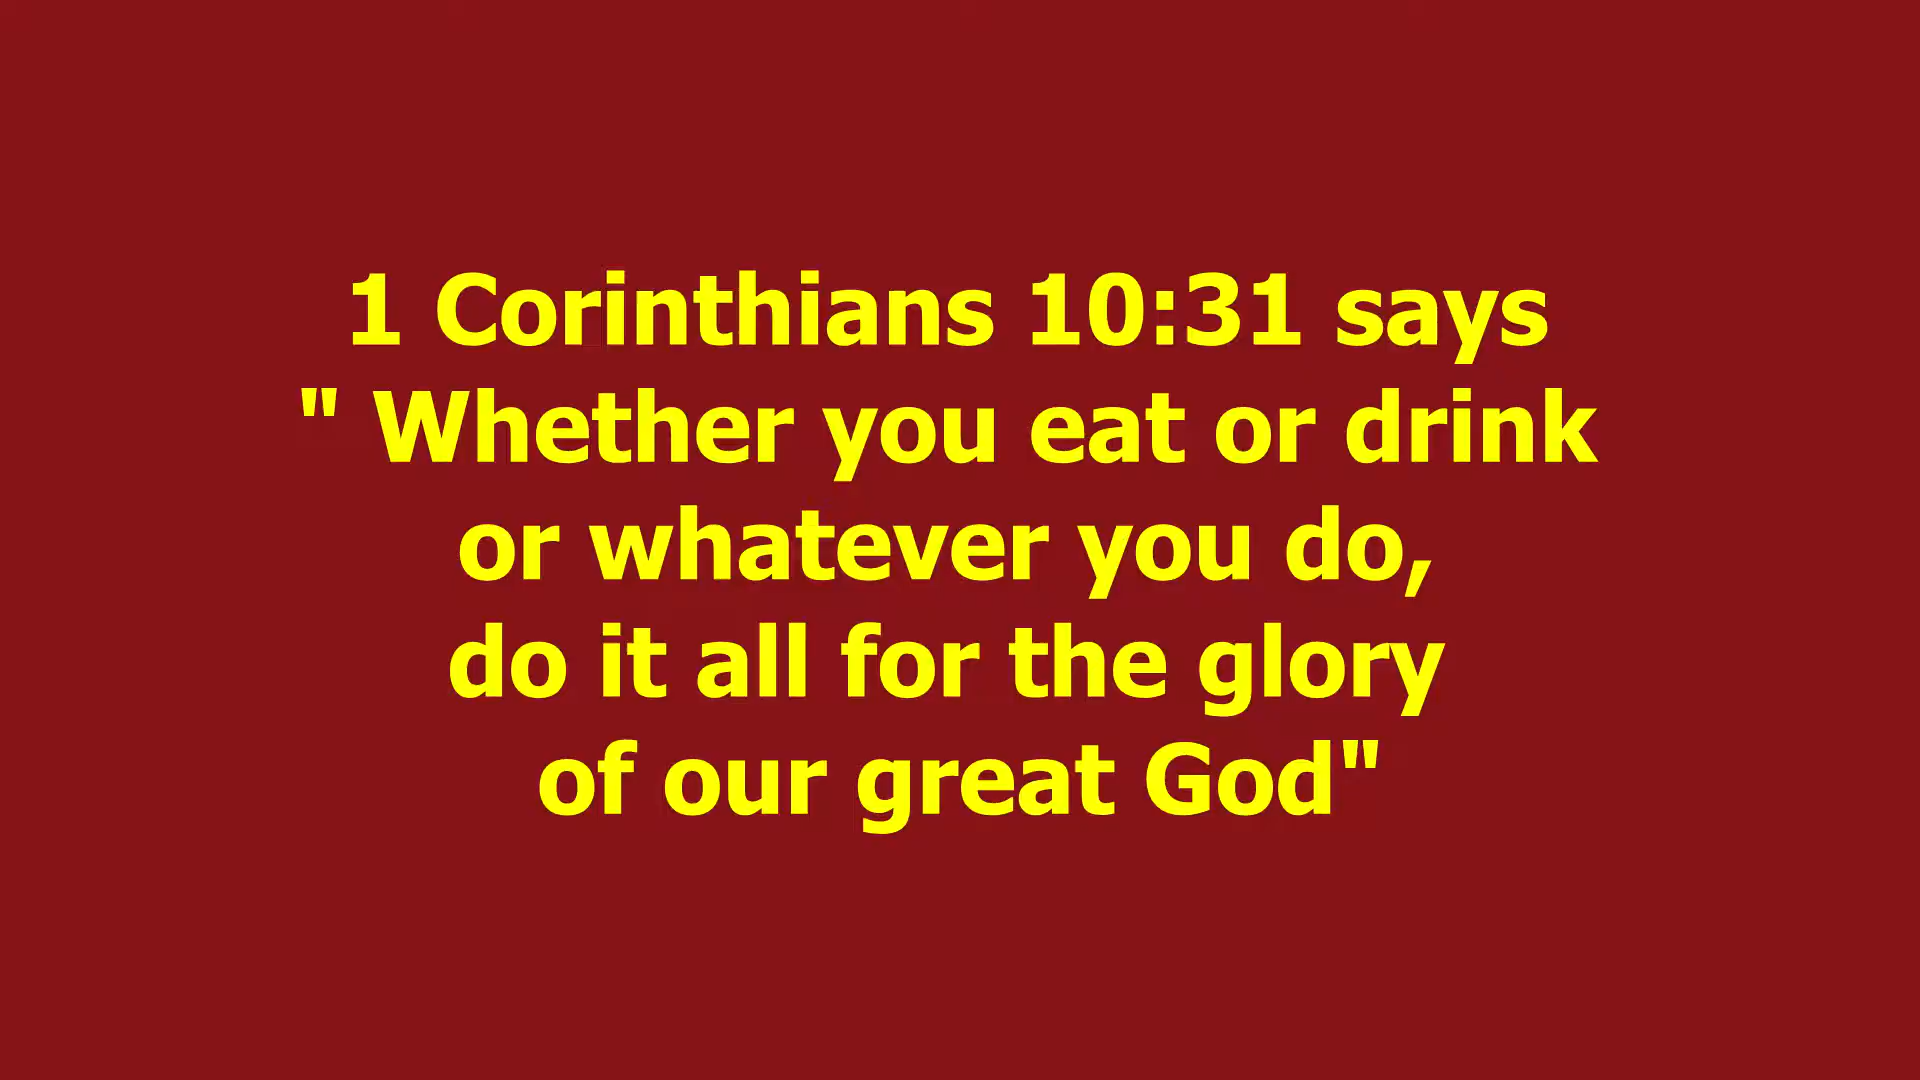 1 Corinthians 10:31 says
" Whether you eat or drink
or whatever you do,
do it all for the glory
of our great God"